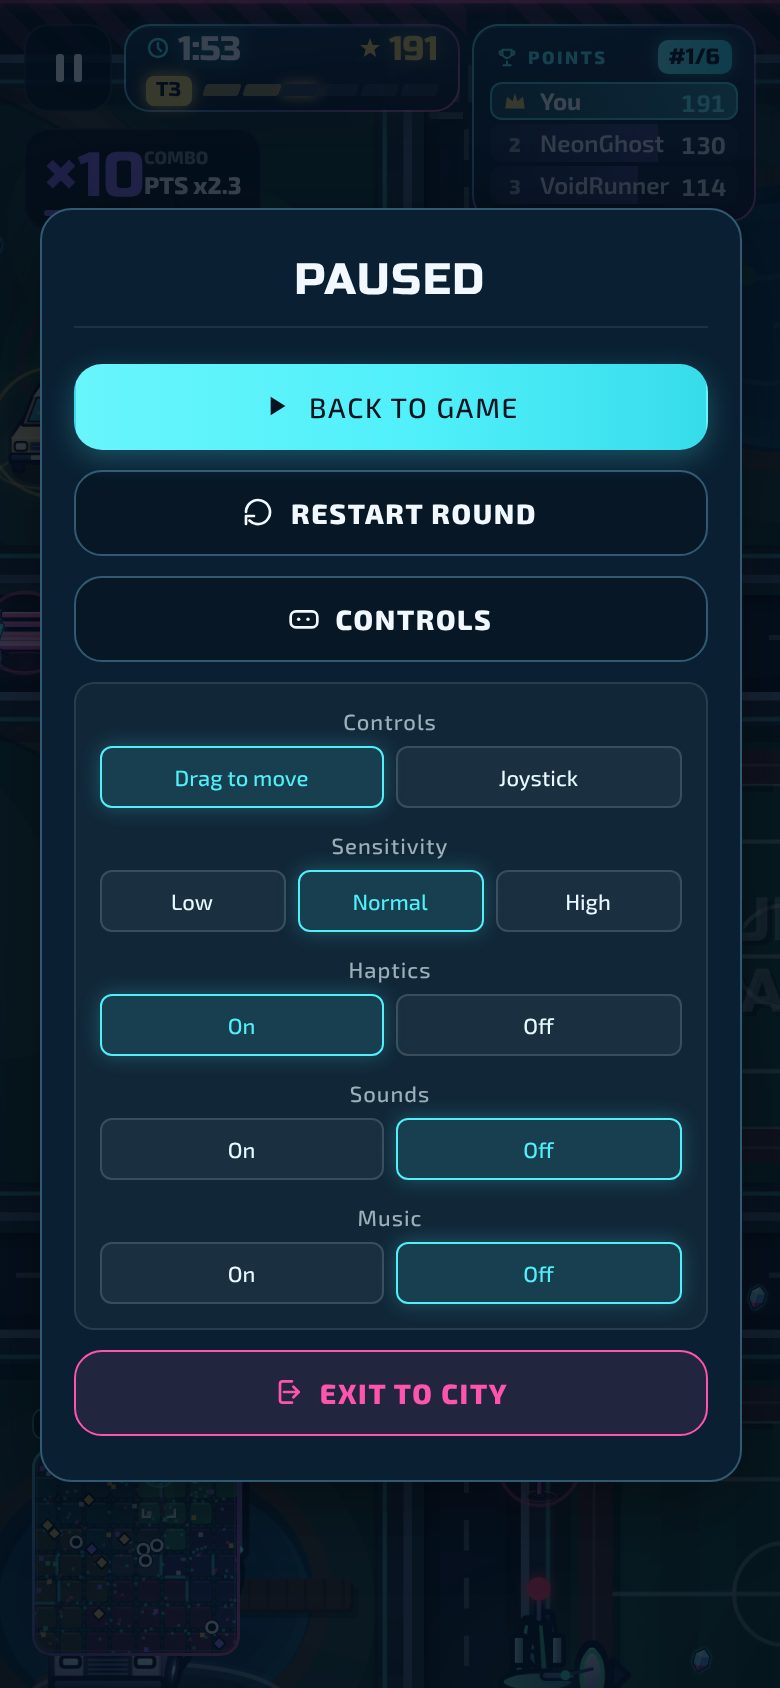 1:53
★ 191
T3
POINTS
#1/6
You 191
2 NeonGhost 130
3 VoidRunner 114
×10
COMBO
PTS x2.3
PAUSED
BACK TO GAME
RESTART ROUND
CONTROLS
Controls
Drag to move
Joystick
Sensitivity
Low
Normal
High
Haptics
On
Off
Sounds
On
Off
Music
On
Off
EXIT TO CITY